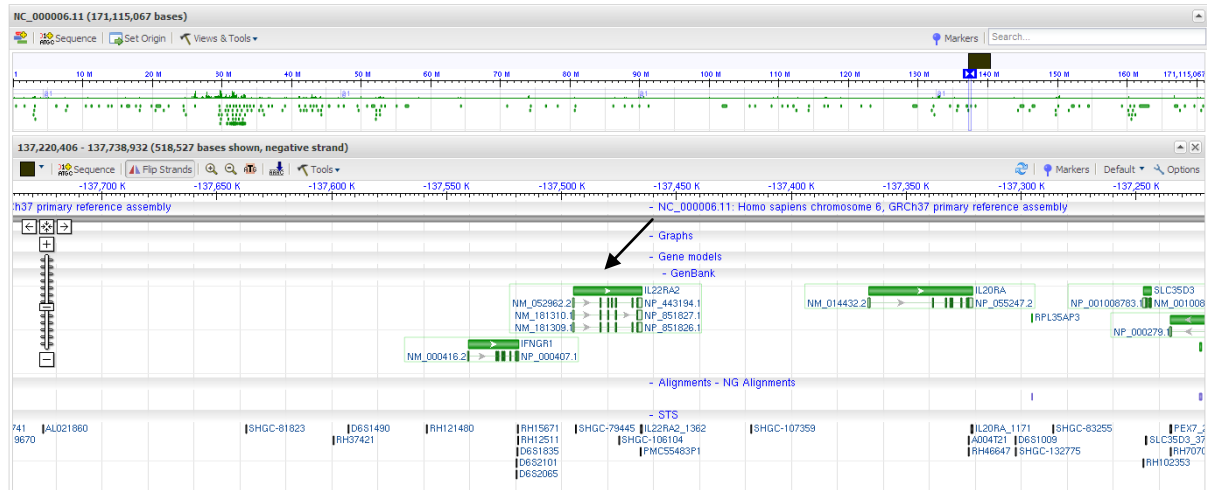 NC_000006.11 (171,115,067 bases)
Sequence Set Origin Views & Tools Markers Search...
1 10 M 20 M 30 M 40 M 50 M 60 M 70 M 80 M 90 M 100 M 110 M 120 M 130 M 140 M 150 M 160 M 171,115,067
137,220,406 - 137,738,932 (518,527 bases shown, negative strand)
Sequence Flip Strands Tools Markers Default Options
-137,700 K -137,650 K -137,600 K -137,550 K -137,500 K -137,450 K -137,400 K -137,350 K -137,300 K -137,250 K
h37 primary reference assembly - NC_000006.11: Homo sapiens chromosome 6, GRCh37 primary reference assembly
- Graphs
- Gene models
- GenBank
IL22RA2 IL20RA SLC35D3
NM_052962.2 NP_443194.1 NM_014432.2 NP_055247.2 NP_001008783.1 NM_001008
NM_181310.1 NP_851827.1 RPL35AP3
NM_181309.1 NP_851826.1 NP_000279.1
IFNGR1
NM_000416.2 NP_000407.1
- Alignments - NG Alignments
- STS
741 AL021860 SHGC-81823 D6S1490 RH121480 RH15671 SHGC-79445 IL22RA2_1362 SHGC-107359 IL20RA_1171 SHGC-83255 PEX7_2
9670 RH37421 RH12511 SHGC-106104 A004T21 D6S1009 SLC35D3_37
D6S1835 PMC55483P1 RH46647 SHGC-132775 RH7070
D6S2101 RH102353
D6S2065